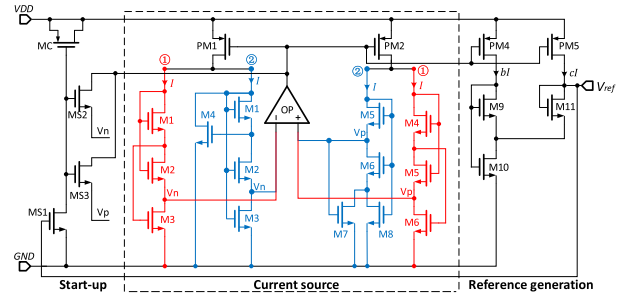 VDD
MC
PM1
PM2
PM4
PM5
① ②
② ①
I
I
I
I
bI
cI
Vref
MS2
Vn
MS3
Vp
MS1
M1
M4
M1
OP
- +
M5
M4
M9
M11
M2
M2
Vp
M6
M5
M10
Vn
Vn
Vp
M3
M3
M7
M8
M6
GND
Start-up
Current source
Reference generation